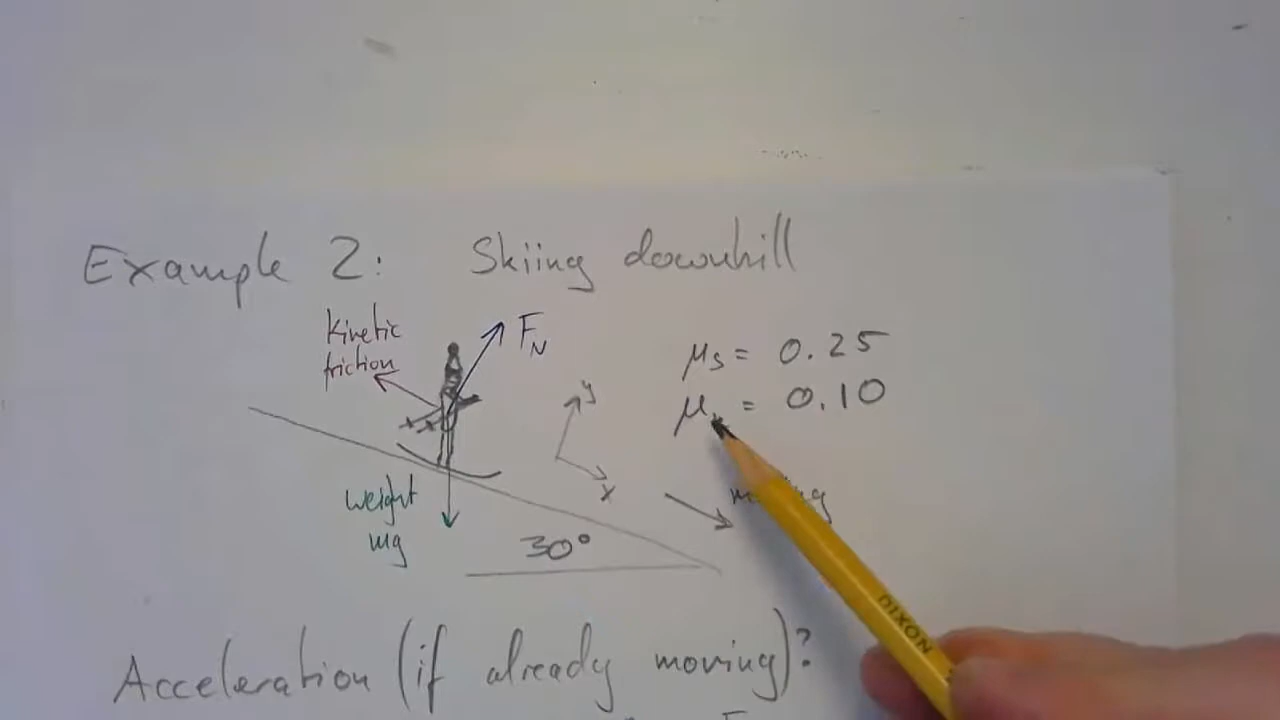 Example 2: Skiing downhill
Kinetic
friction
F_N
μ_s = 0.25
μ = 0.10
y
x
weight
mg
30°
DIXON
Acceleration (if already moving)?